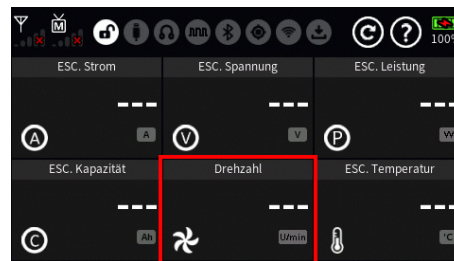 M
C ? 100%
ESC. Strom ESC. Spannung ESC. Leistung
--- --- ---
A A V V P W
ESC. Kapazität Drehzahl ESC. Temperatur
--- --- ---
C Ah U/min °C